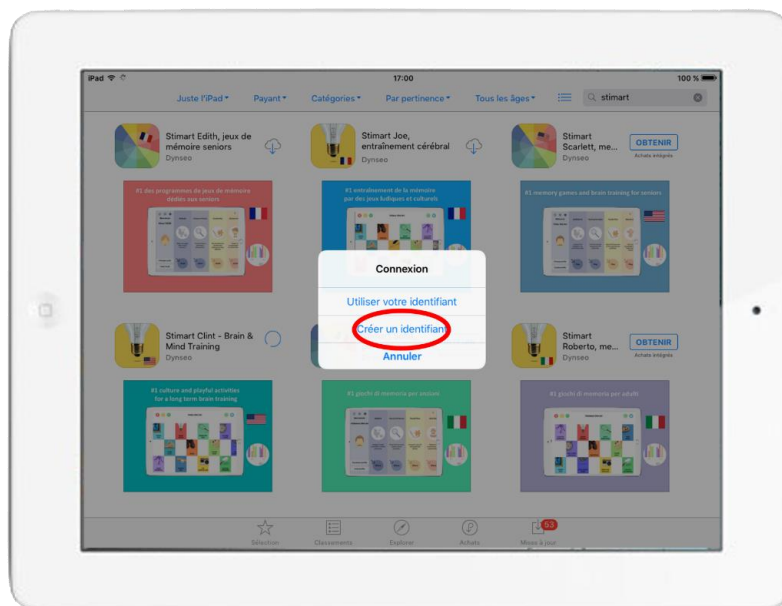 iPad 17:00 100 %
Juste l'iPad Payant Catégories Par pertinence Tous les âges stimart
Stimart Edith, jeux de
mémoire seniors
Dynseo
Stimart Joe,
entraînement cérébral
Dynseo
Stimart
Scarlett, me...
Dynseo
OBTENIR
Achats intégrés
#1 des programmes de jeux de mémoire
dédiés aux seniors
#1 entraînement de la mémoire
par des jeux ludiques et culturels
#1 memory games and brain training for seniors
Connexion
Utiliser votre identifiant
Créer un identifiant
Annuler
Stimart Clint - Brain &
Mind Training
Dynseo
Stimart
Roberto, me...
Dynseo
OBTENIR
Achats intégrés
#1 culture and playful activities
for a long term brain training
#1 giochi di memoria per anziani
#1 giochi di memoria per adulti
Sélection
Classements
Explorer
Achats
53
Mises à jour